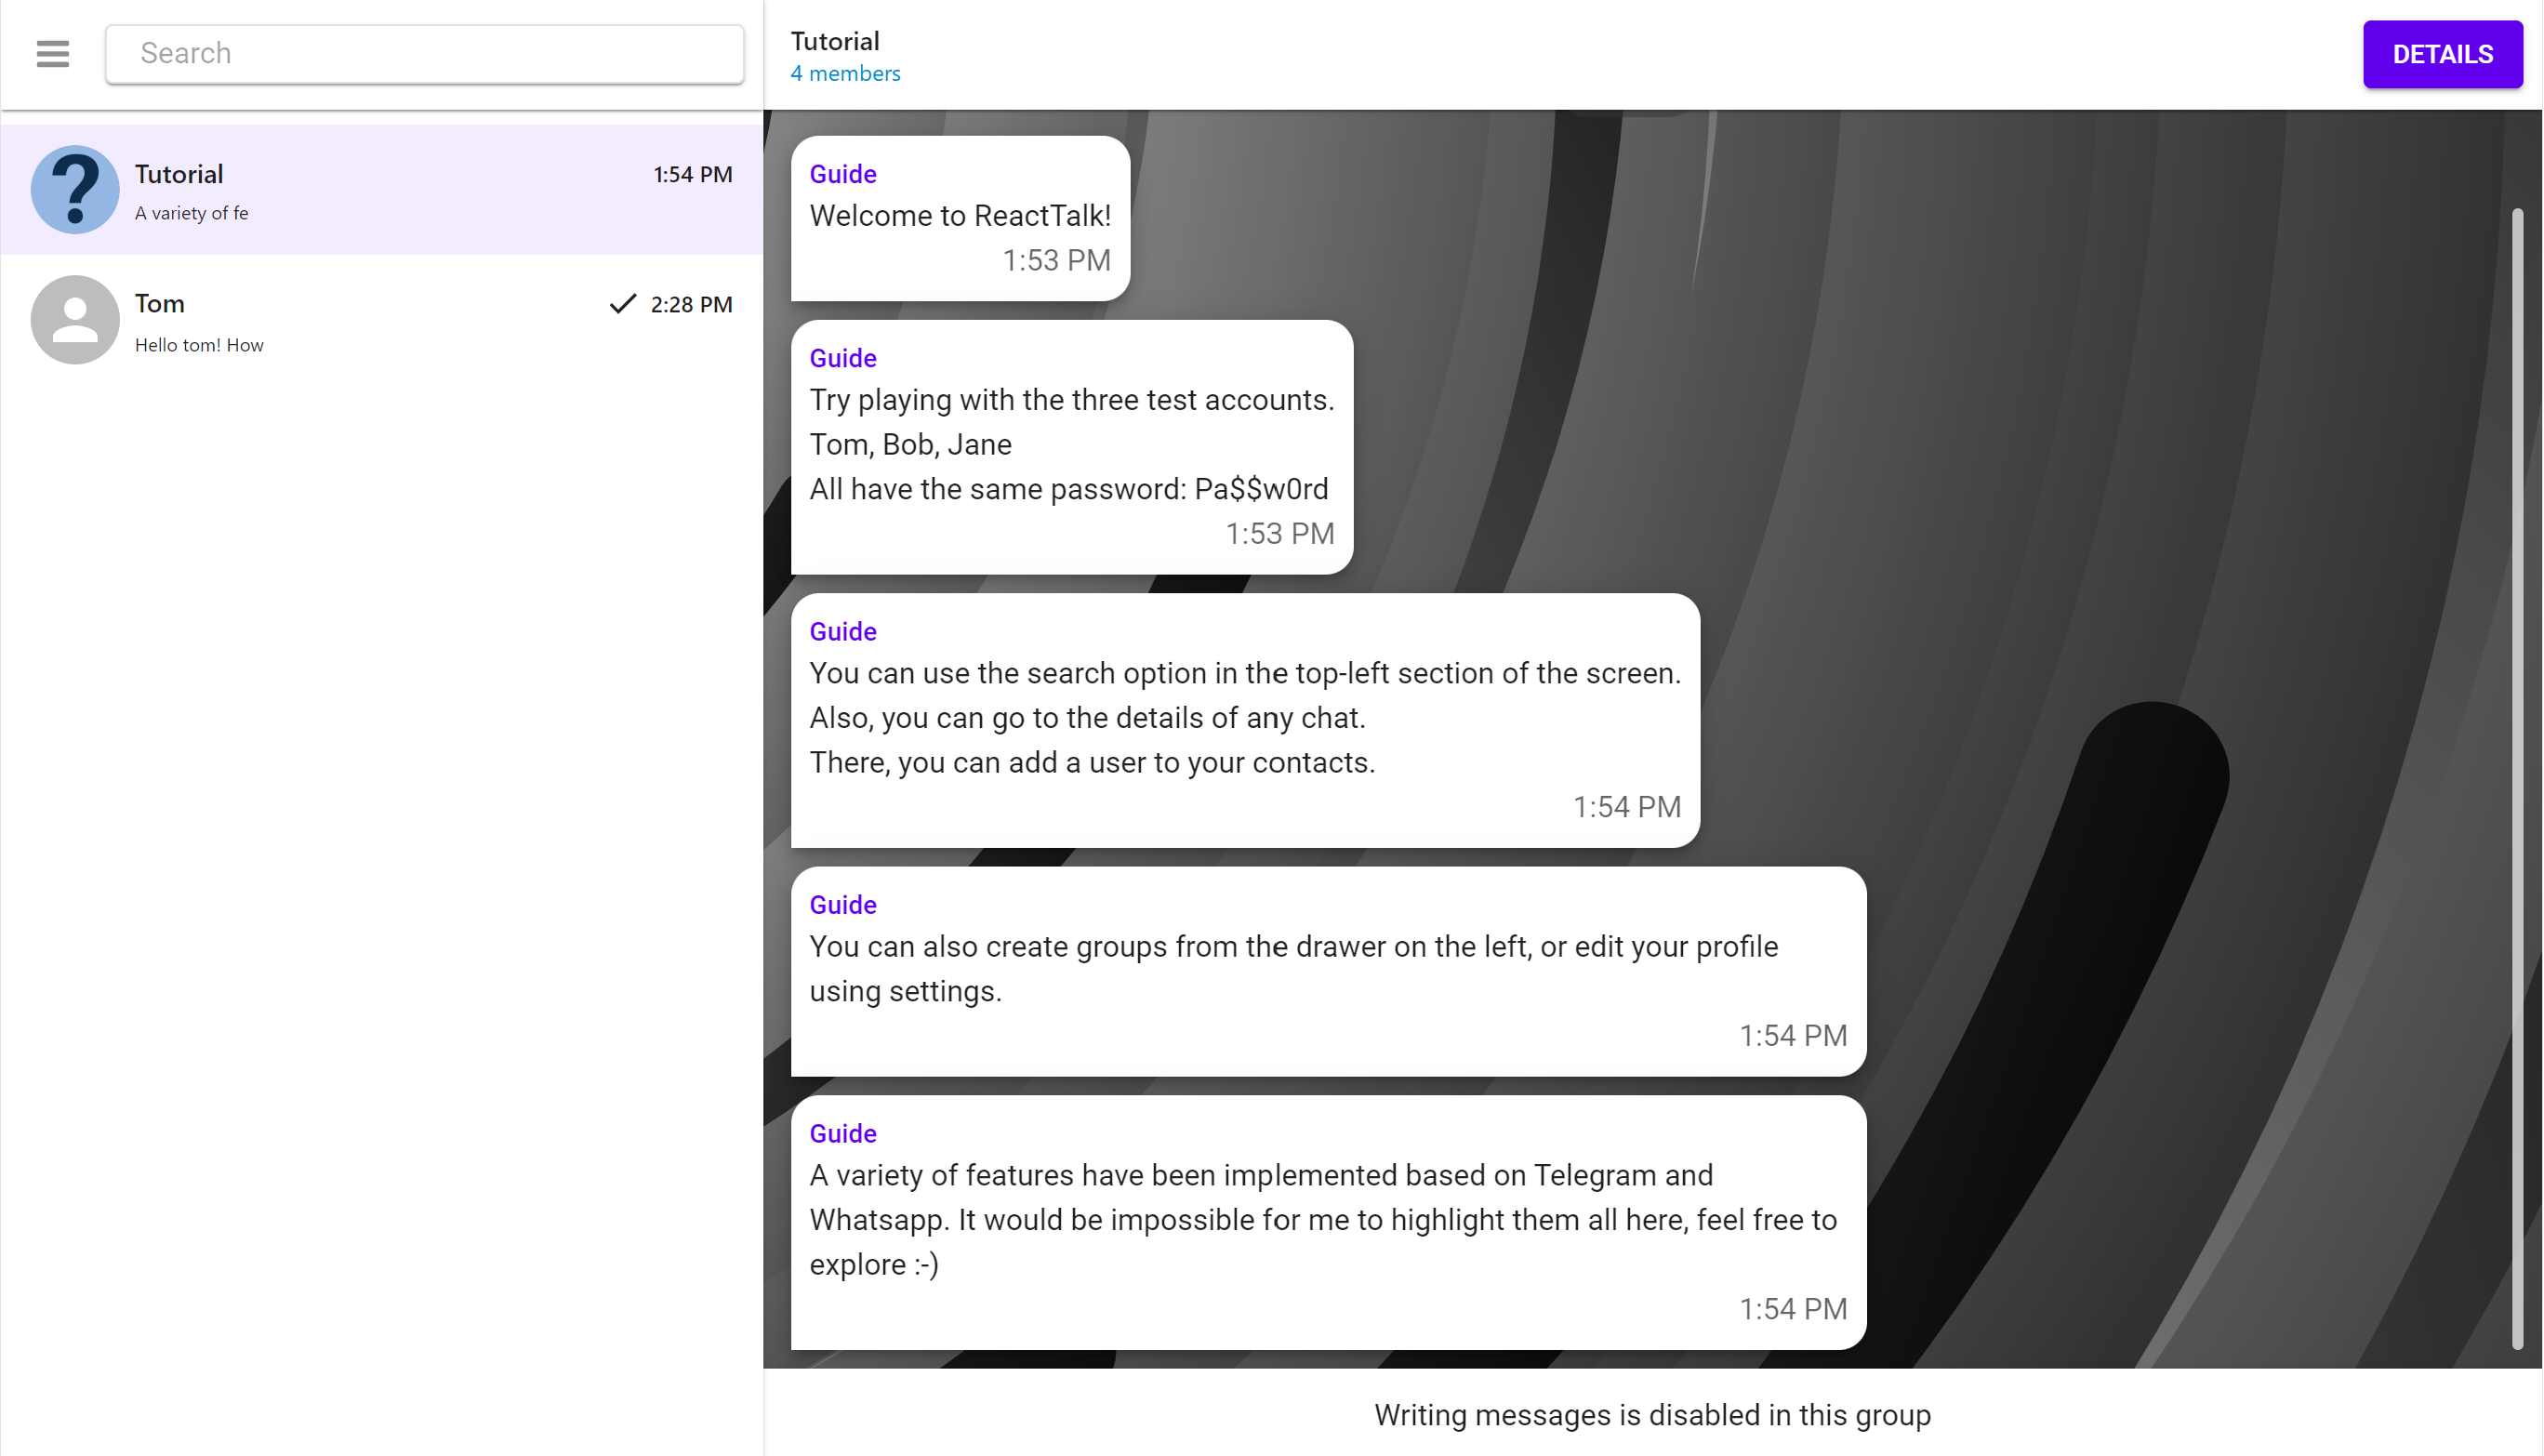 Search
Tutorial
4 members
DETAILS
Tutorial
1:54 PM
A variety of fe
Tom
2:28 PM
Hello tom! How
Guide
Welcome to ReactTalk!
1:53 PM
Guide
Try playing with the three test accounts.
Tom, Bob, Jane
All have the same password: Pa$$w0rd
1:53 PM
Guide
You can use the search option in the top-left section of the screen.
Also, you can go to the details of any chat.
There, you can add a user to your contacts.
1:54 PM
Guide
You can also create groups from the drawer on the left, or edit your profile
using settings.
1:54 PM
Guide
A variety of features have been implemented based on Telegram and
Whatsapp. It would be impossible for me to highlight them all here, feel free to
explore :-)
1:54 PM
Writing messages is disabled in this group